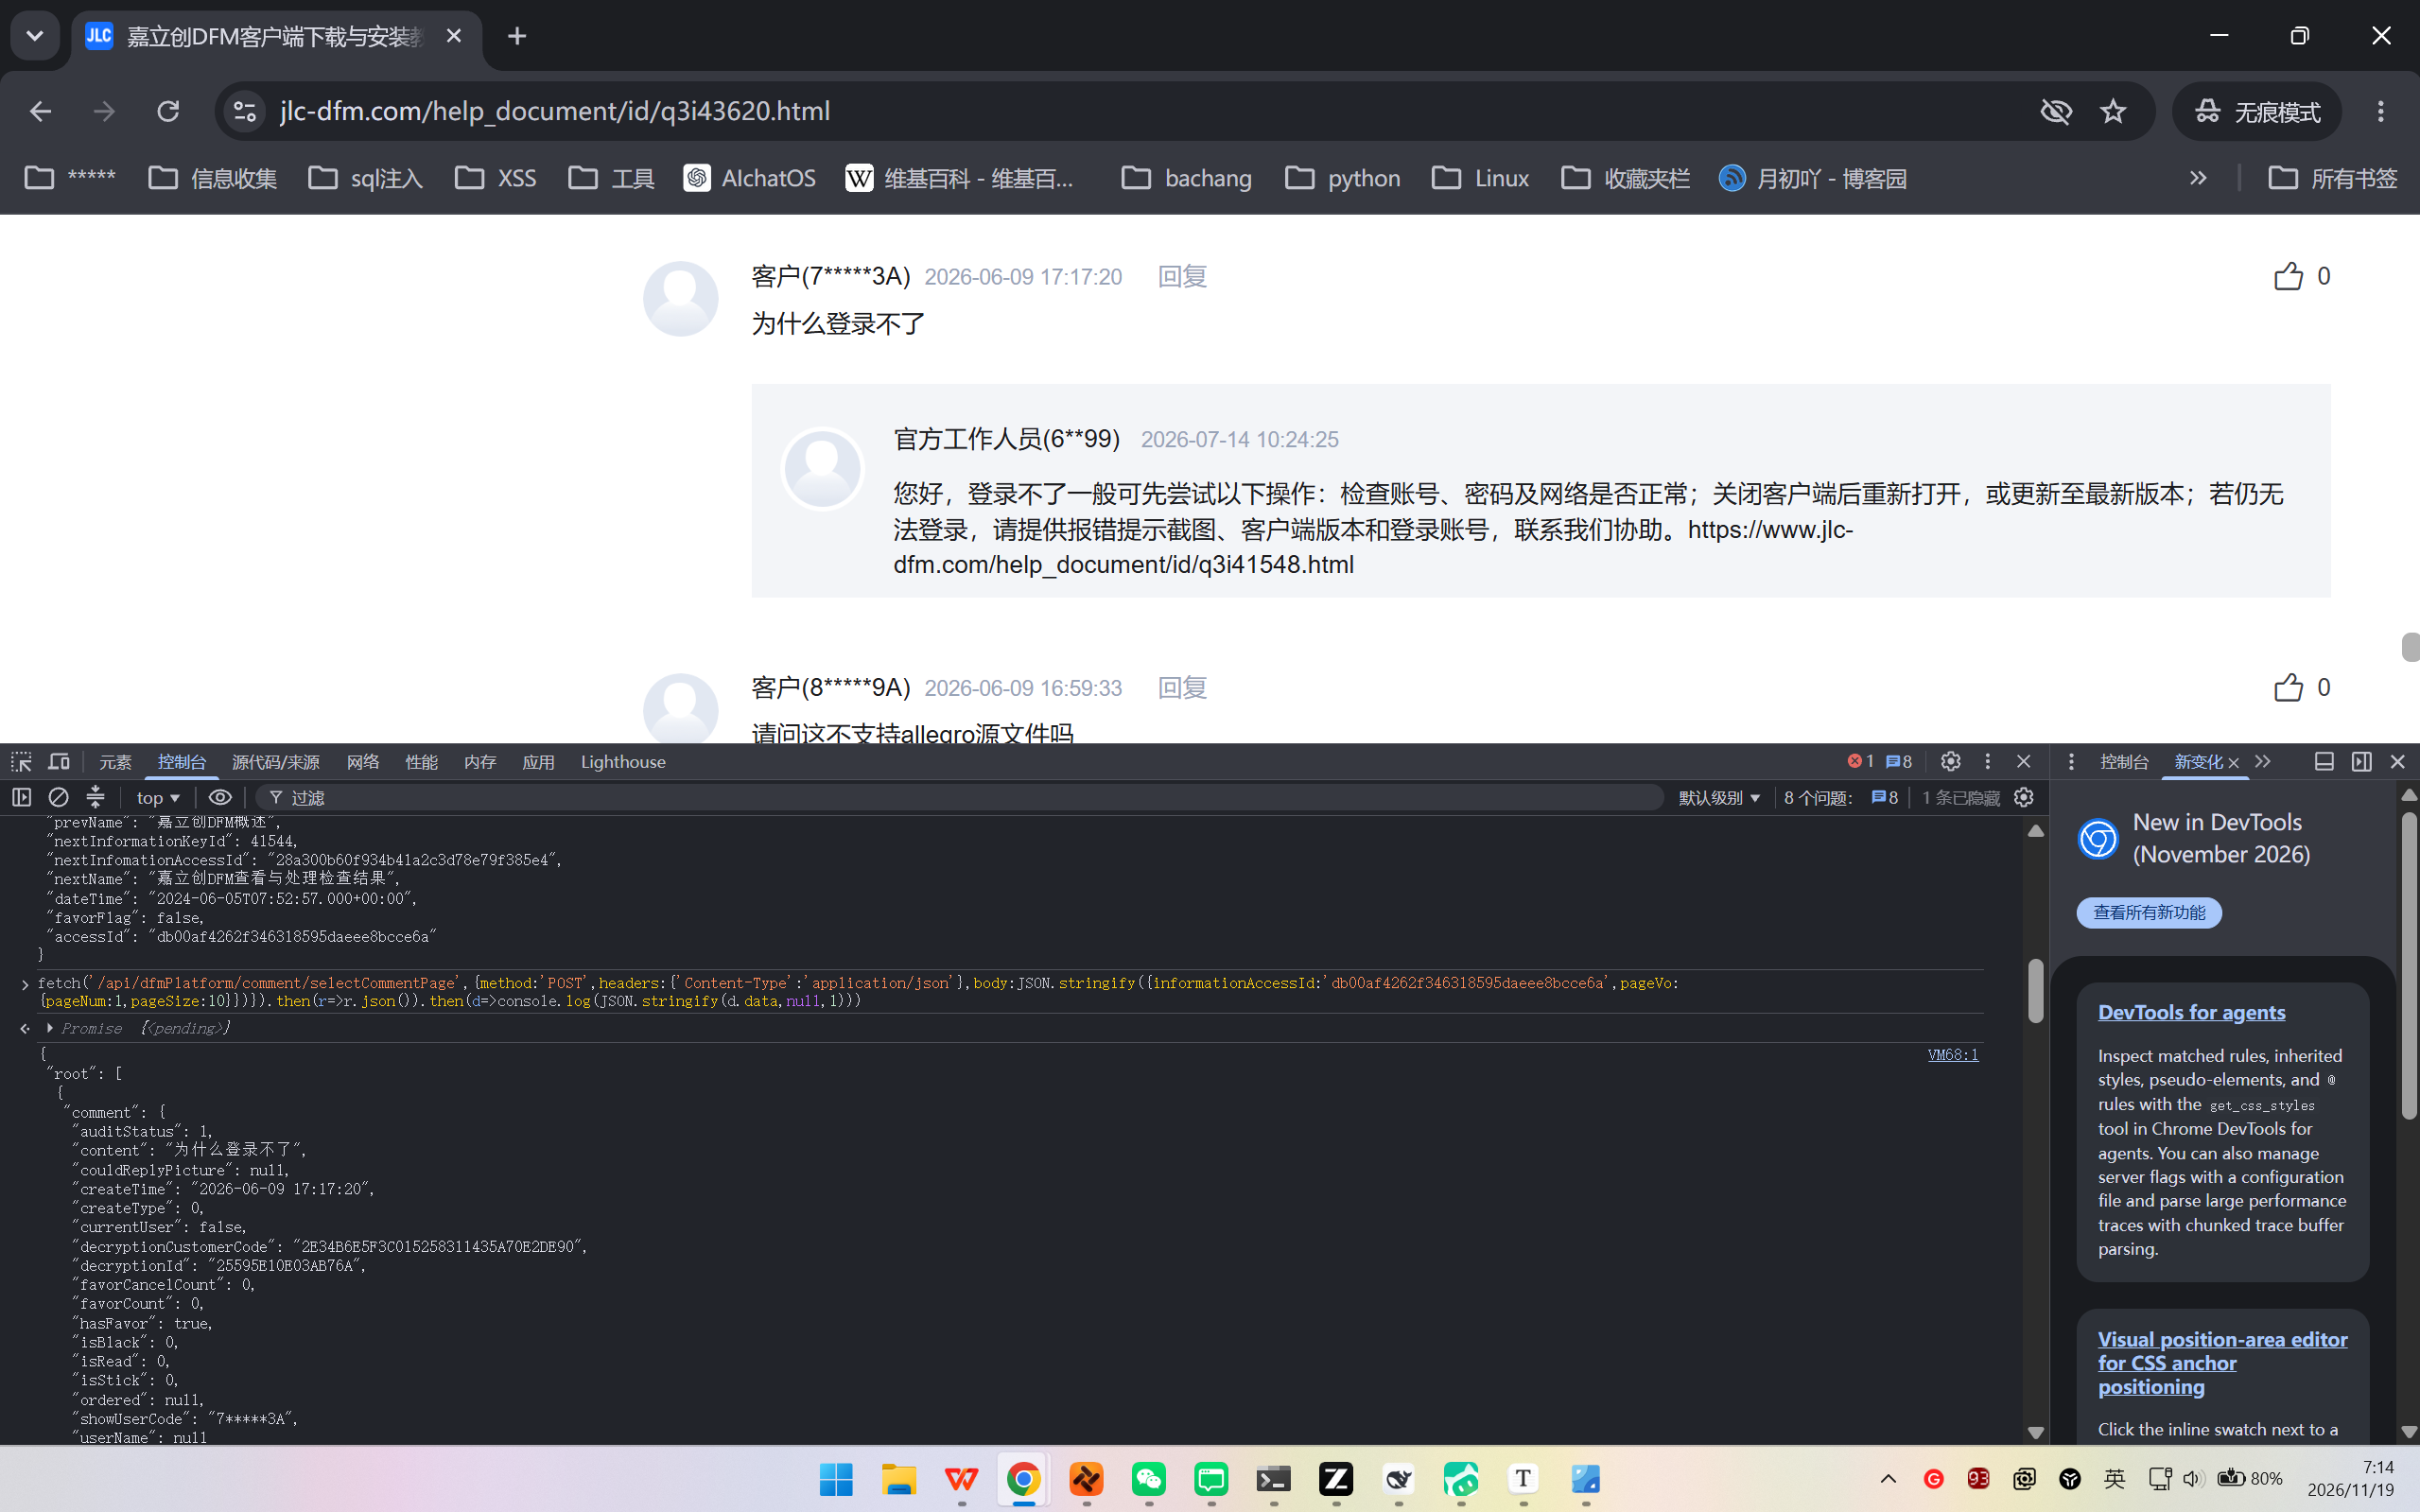 嘉立创DFM客户端下载与安装教
jlc-dfm.com/help_document/id/q3i43620.html
无痕模式
*****
信息收集
sql注入
XSS
工具
AIchatOS
维基百科 - 维基百...
bachang
python
Linux
收藏夹栏
月初吖 - 博客园
所有书签
客户(7*****3A) 2026-06-09 17:17:20 回复 0
为什么登录不了
官方工作人员(6**99) 2026-07-14 10:24:25
您好，登录不了一般可先尝试以下操作：检查账号、密码及网络是否正常；关闭客户端后重新打开，或更新至最新版本；若仍无
法登录，请提供报错提示截图、客户端版本和登录账号，联系我们协助。https://www.jlc-
dfm.com/help_document/id/q3i41548.html
客户(8*****9A) 2026-06-09 16:59:33 回复 0
请问这不支持allegro源文件吗
元素 控制台 源代码/来源 网络 性能 内存 应用 Lighthouse 1 8
top 过滤 默认级别 8 个问题： 8 1 条已隐藏
"prevName": "嘉立创DFM概述",
"nextInformationKeyId": 41544,
"nextInfomationAccessId": "28a300b60f934b41a2c3d78e79f385e4",
"nextName": "嘉立创DFM查看与处理检查结果",
"dateTime": "2024-06-05T07:52:57.000+00:00",
"favorFlag": false,
"accessId": "db00af4262f346318595daeee8bcce6a"
}
fetch('/api/dfmPlatform/comment/selectCommentPage',{method:'POST',headers:{'Content-Type':'application/json'},body:JSON.stringify({informationAccessId:'db00af4262f346318595daeee8bcce6a',pageVo:
{pageNum:1,pageSize:10}})}).then(r=>r.json()).then(d=>console.log(JSON.stringify(d.data,null,1)))
Promise {<pending>}
{ VM68:1
"root": [
{
"comment": {
"auditStatus": 1,
"content": "为什么登录不了",
"couldReplyPicture": null,
"createTime": "2026-06-09 17:17:20",
"createType": 0,
"currentUser": false,
"decryptionCustomerCode": "2E34B6E5F3C015258311435A70E2DE90",
"decryptionId": "25595E10E03AB76A",
"favorCancelCount": 0,
"favorCount": 0,
"hasFavor": true,
"isBlack": 0,
"isRead": 0,
"isStick": 0,
"ordered": null,
"showUserCode": "7*****3A",
"userName": null
控制台 新变化
New in DevTools
(November 2026)
查看所有新功能
DevTools for agents
Inspect matched rules, inherited
styles, pseudo-elements, and @
rules with the get_css_styles
tool in Chrome DevTools for
agents. You can also manage
server flags with a configuration
file and parse large performance
traces with chunked trace buffer
parsing.
Visual position-area editor
for CSS anchor
positioning
Click the inline swatch next to a
英
80%
7:14
2026/11/19